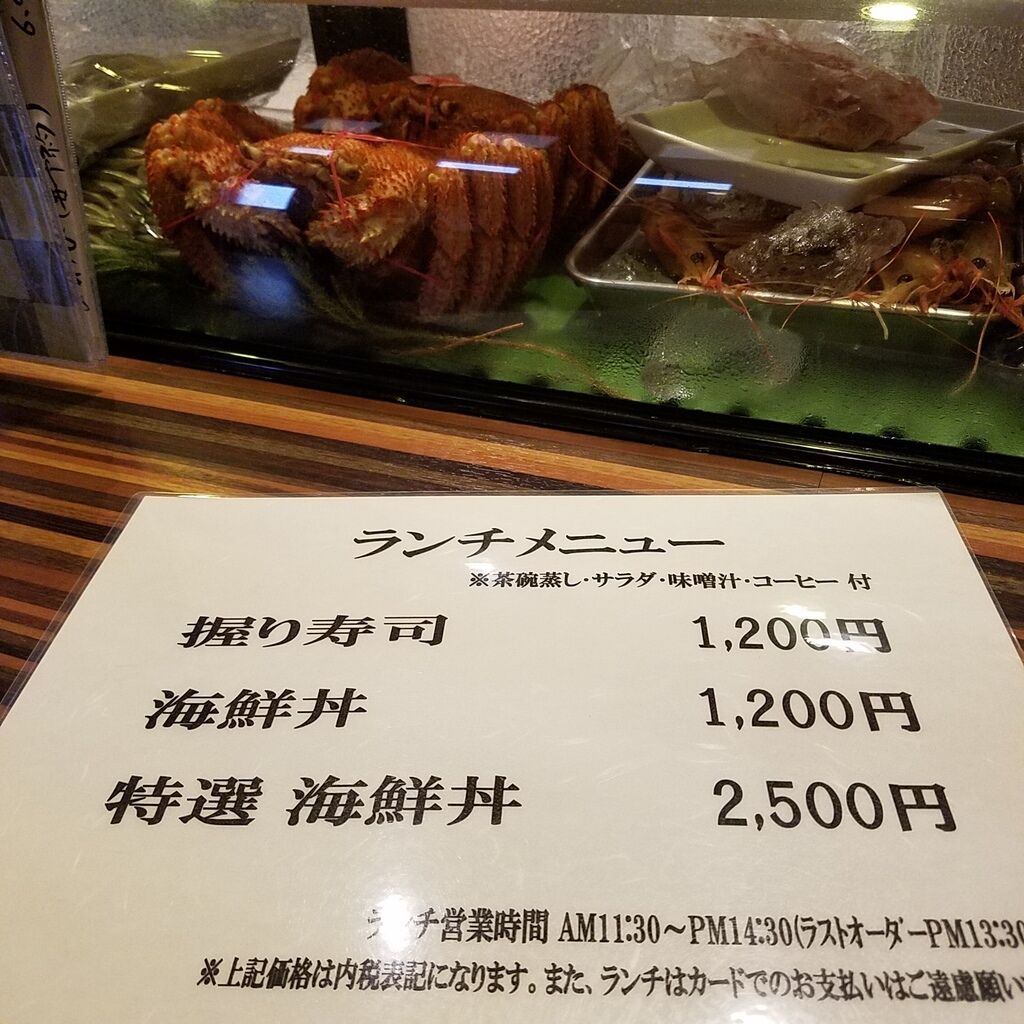 ランチメニュー
※茶碗蒸し・サラダ・味噌汁・コーヒー 付
握り寿司 1,200円
海鮮丼 1,200円
特選 海鮮丼 2,500円
ランチ営業時間 AM11:30～PM14:30(ラストオーダーPM13:30
※上記価格は内税表記になります。また、ランチはカードでのお支払いはご遠慮願い